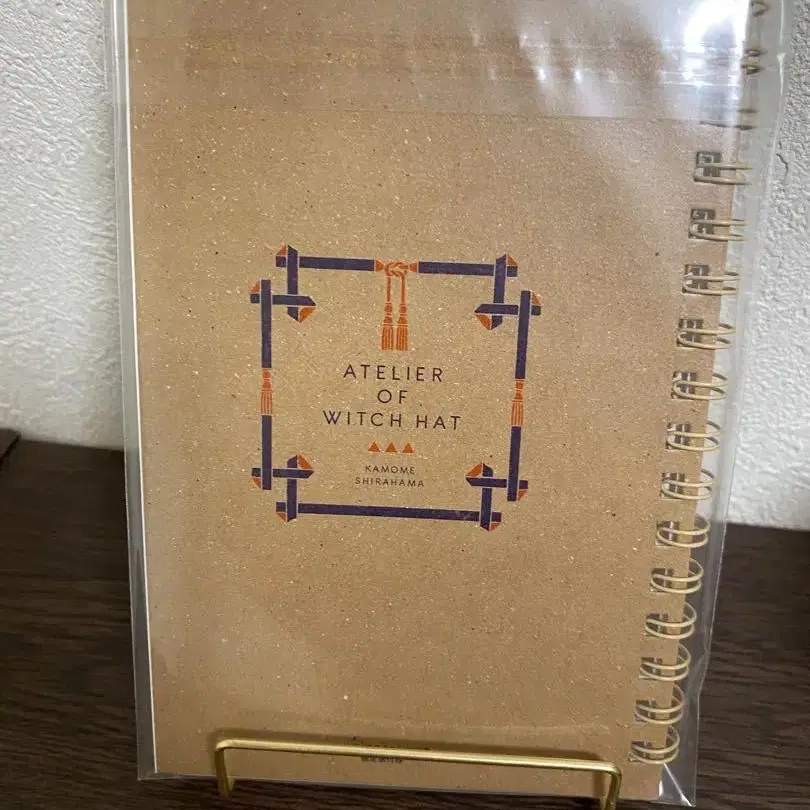 ATELIER
OF
WITCH HAT
KAMOME
SHIRAHAMA